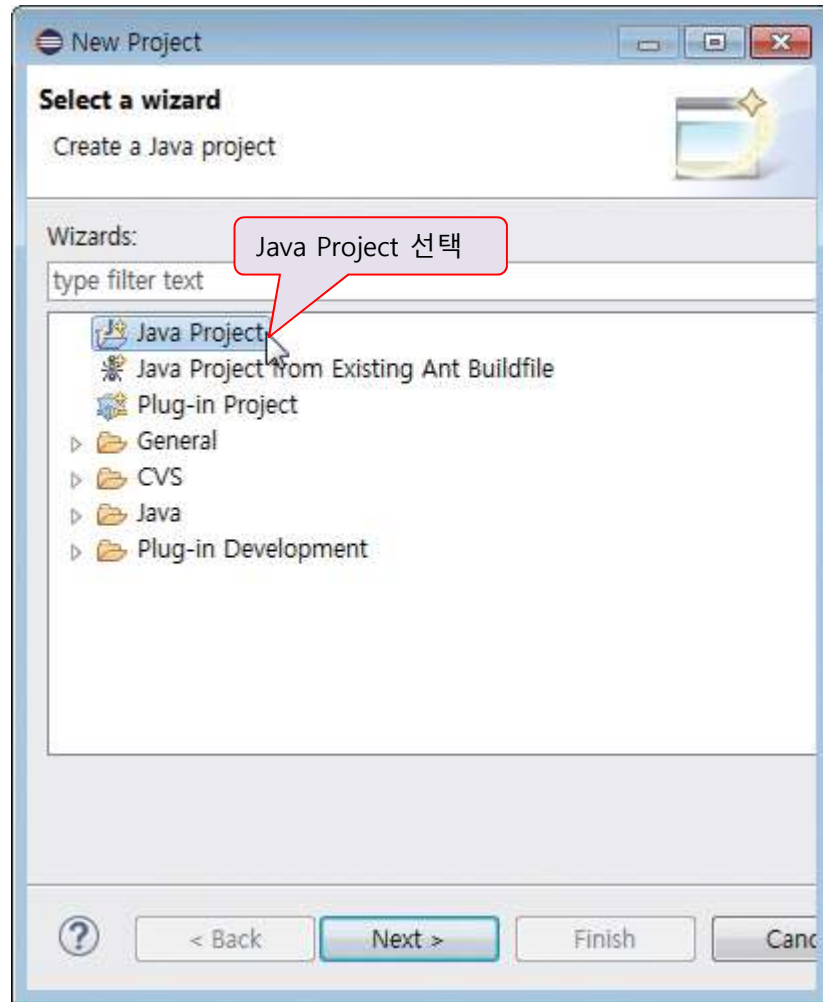 New Project
Select a wizard
Create a Java project
Wizards:
Java Project 선택
type filter text
Java Project
Java Project from Existing Ant Buildfile
Plug-in Project
General
CVS
Java
Plug-in Development
? < Back Next > Finish Canc